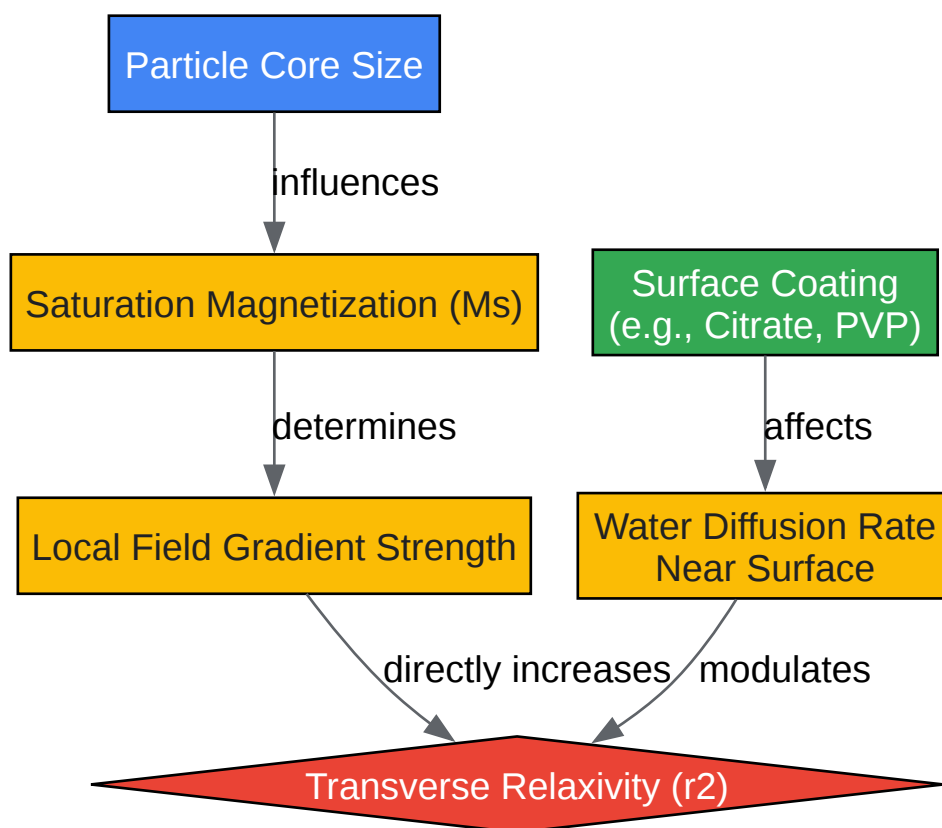 Particle Core Size
influences
Saturation Magnetization (Ms)
Surface Coating
(e.g., Citrate, PVP)
determines
affects
Local Field Gradient Strength
Water Diffusion Rate
Near Surface
directly increases
modulates
Transverse Relaxivity (r2)